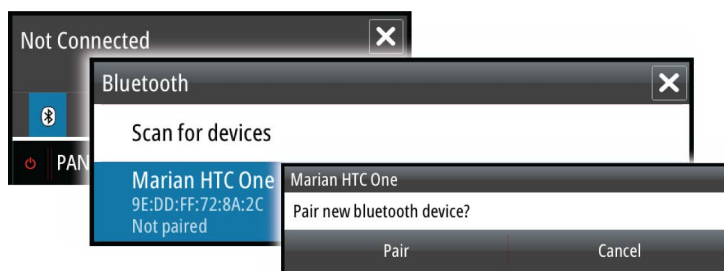 Not Connected
Bluetooth
Scan for devices
PAN
Marian HTC One
9E:DD:FF:72:8A:2C
Not paired
Marian HTC One
Pair new bluetooth device?
Pair Cancel